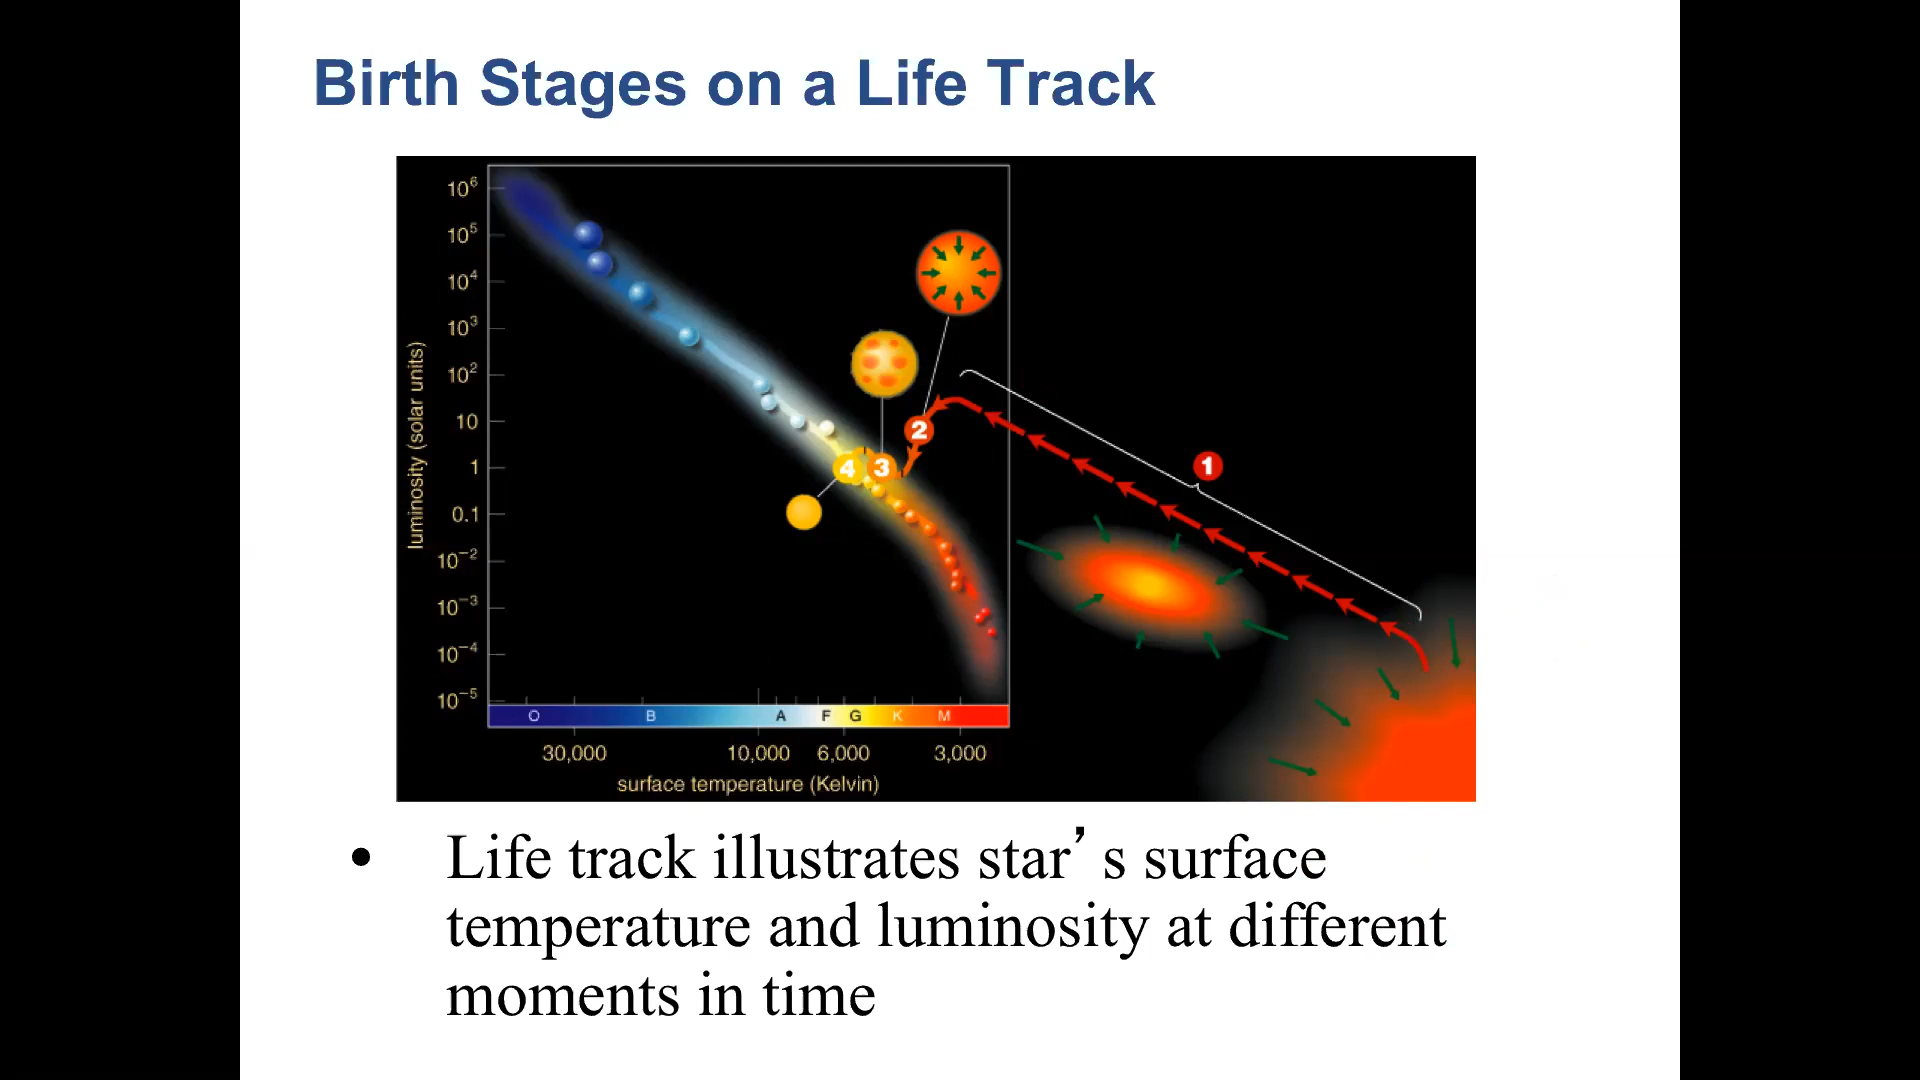 Birth Stages on a Life Track
luminosity (solar units)
10⁶
10⁵
10⁴
10³
10²
10
1
0.1
10⁻²
10⁻³
10⁻⁴
10⁻⁵
1
2
3
4
O B A F G K M
30,000 10,000 6,000 3,000
surface temperature (Kelvin)
• Life track illustrates star’s surface
temperature and luminosity at different
moments in time